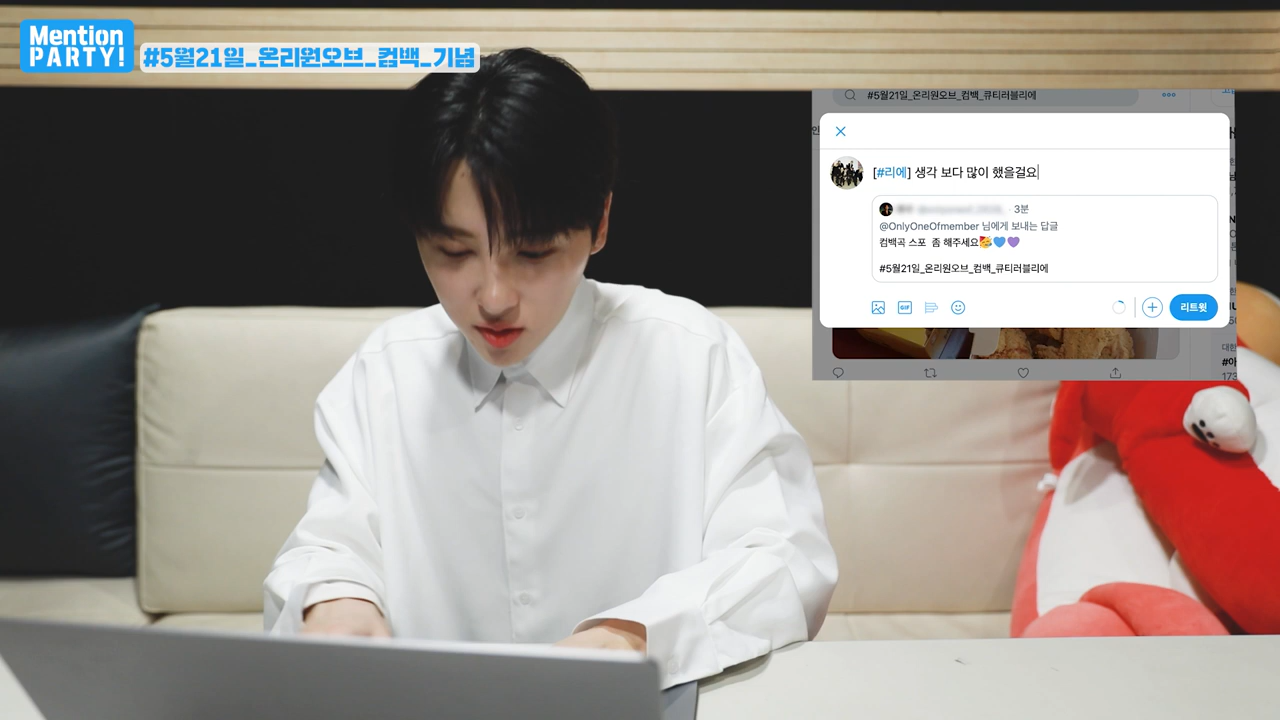 Mention
PARTY!
#5월21일_온리원오브_컴백_기념
#5월21일_온리원오브_컴백_큐티러블리에
[#리에] 생각 보다 많이 했을걸요
3분
@OnlyOneOfmember 님에게 보내는 답글
컴백곡 스포 좀 해주세요🥰💙💜
#5월21일_온리원오브_컴백_큐티러블리에
GIF
리트윗
대한
#아
173